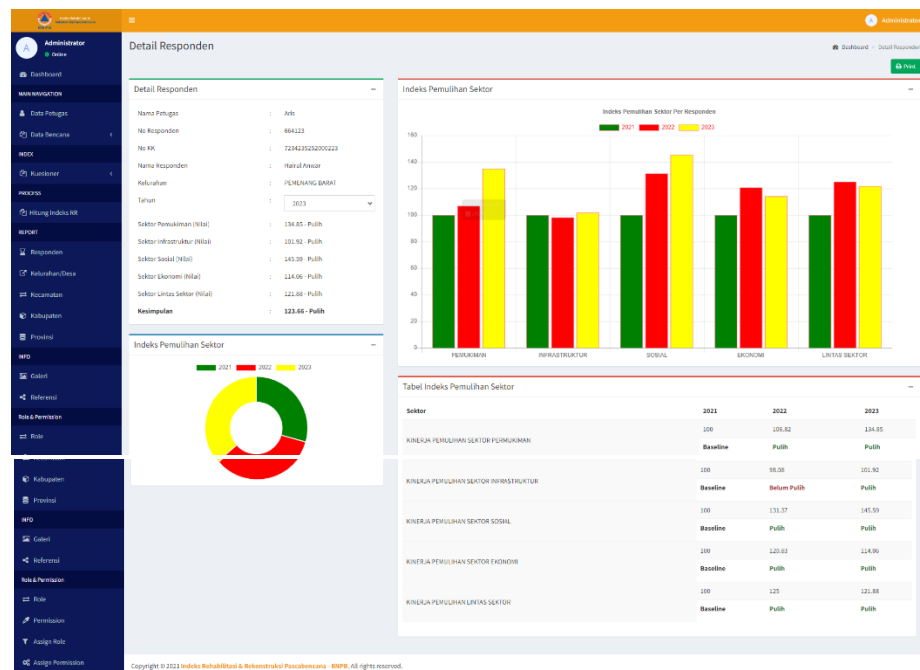 BNPB
Administrator
A
Administrator
Online
Detail Responden
Dashboard > Detail Responden
Print
Dashboard
MAIN NAVIGATION
Data Petugas
Data Bencana
INDEX
Kuesioner
PROCESS
Hitung Indeks RR
REPORT
Responden
Kelurahan/Desa
Kecamatan
Kabupaten
Provinsi
INFO
Galeri
Referensi
Role & Permission
Role
Kabupaten
Provinsi
INFO
Galeri
Referensi
Role & Permission
Role
Permission
Assign Role
Assign Permission
Detail Responden
Nama Petugas : Aris
No Responden : 664123
No KK : 7234235252000223
Nama Responden : Hairul Anwar
Kelurahan : PEMENANG BARAT
Tahun : 2023
Sektor Pemukiman (Nilai) : 134.85 - Pulih
Sektor Infrastruktur (Nilai) : 101.92 - Pulih
Sektor Sosial (Nilai) : 145.59 - Pulih
Sektor Ekonomi (Nilai) : 114.06 - Pulih
Sektor Lintas Sektor (Nilai) : 121.88 - Pulih
Kesimpulan : 123.66 - Pulih
Indeks Pemulihan Sektor
2021 2022 2023
Indeks Pemulihan Sektor
Indeks Pemulihan Sektor Per Responden
2021 2022 2023
160
140
120
100
80
60
40
20
0
PEMUKIMAN INFRASTRUKTUR SOSIAL EKONOMI LINTAS SEKTOR
Tabel Indeks Pemulihan Sektor
Sektor 2021 2022 2023
KINERJA PEMULIHAN SEKTOR PERMUKIMAN
100 106.82 134.85
Baseline Pulih Pulih
KINERJA PEMULIHAN SEKTOR INFRASTRUKTUR
100 98.08 101.92
Baseline Belum Pulih Pulih
KINERJA PEMULIHAN SEKTOR SOSIAL
100 131.37 145.59
Baseline Pulih Pulih
KINERJA PEMULIHAN SEKTOR EKONOMI
100 120.83 114.06
Baseline Pulih Pulih
KINERJA PEMULIHAN LINTAS SEKTOR
100 125 121.88
Baseline Pulih Pulih
Copyright © 2021 Indeks Rehabilitasi & Rekonstruksi Pascabencana - BNPB. All rights reserved.